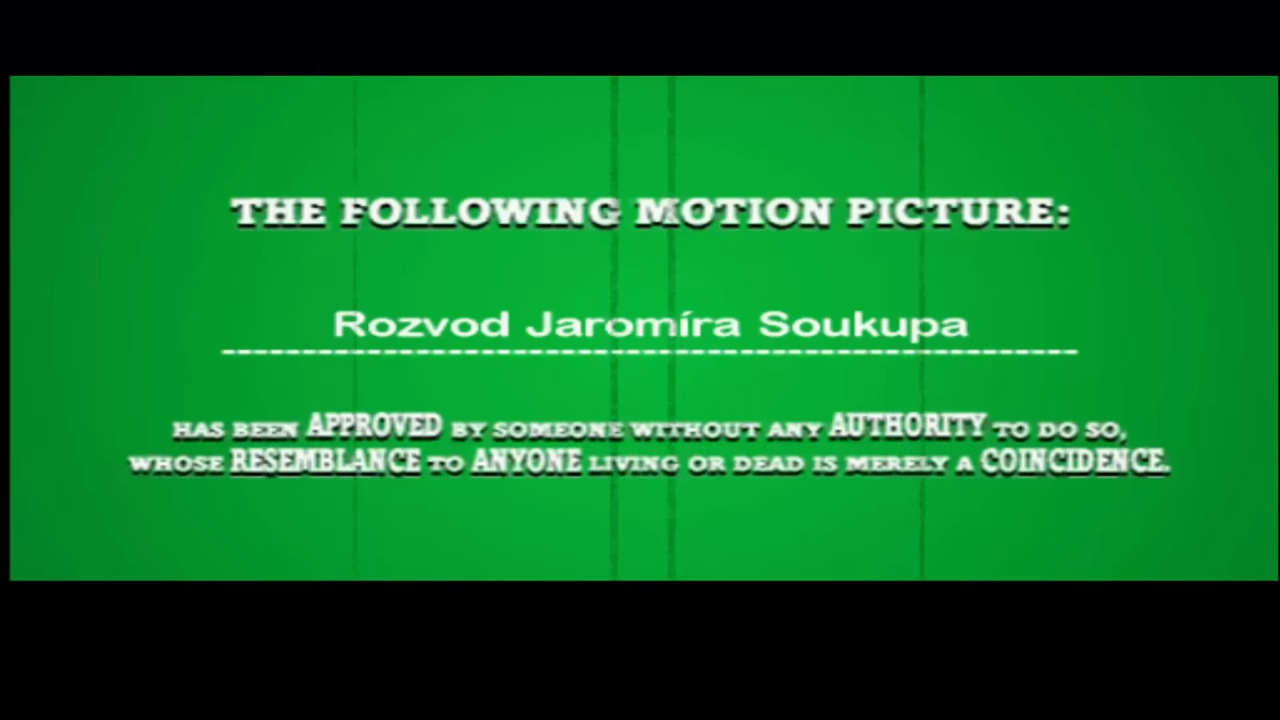 THE FOLLOWING MOTION PICTURE:
Rozvod Jaromíra Soukupa
HAS BEEN APPROVED BY SOMEONE WITHOUT ANY AUTHORITY TO DO SO,
WHOSE RESEMBLANCE TO ANYONE LIVING OR DEAD IS MERELY A COINCIDENCE.